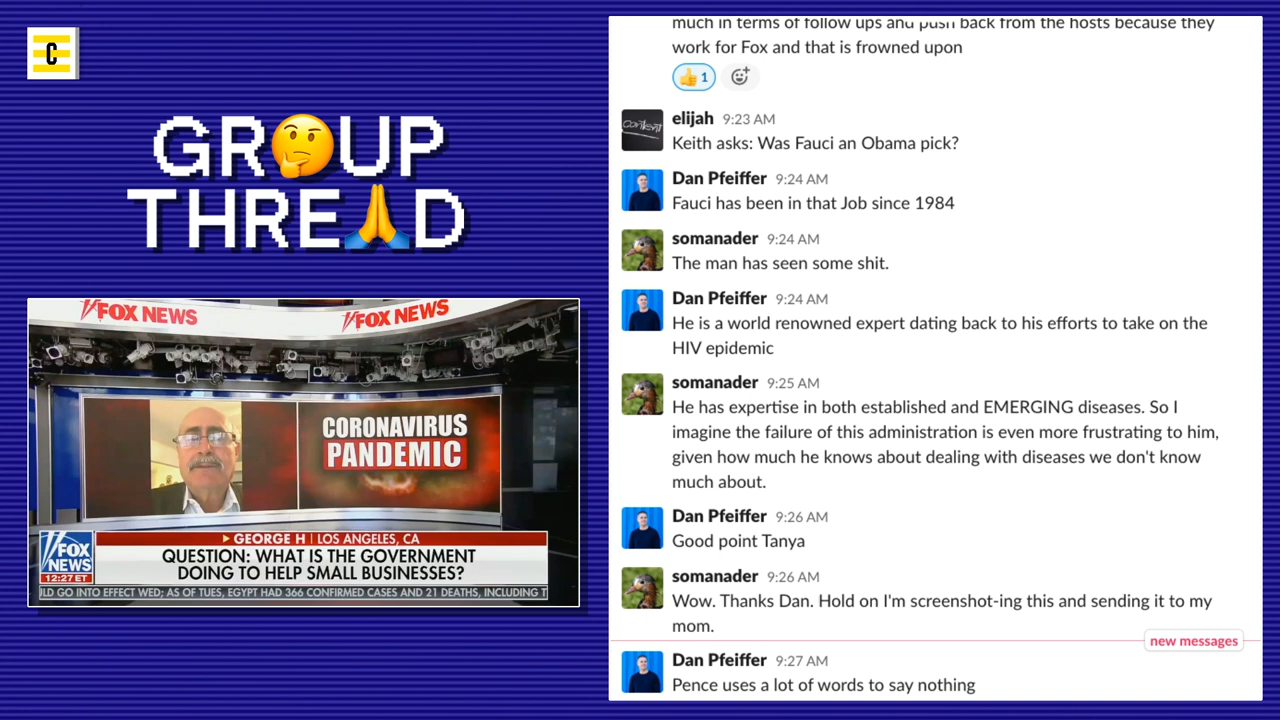 C
GR UP
THRE D
FOX NEWS
FOX NEWS
CORONAVIRUS
PANDEMIC
GEORGE H | LOS ANGELES, CA
FOX
NEWS
12:27 ET
QUESTION: WHAT IS THE GOVERNMENT
DOING TO HELP SMALL BUSINESSES?
LD GO INTO EFFECT WED; AS OF TUES, EGYPT HAD 366 CONFIRMED CASES AND 21 DEATHS, INCLUDING T
much in terms of follow ups and push back from the hosts because they
work for Fox and that is frowned upon
👍 1
content
elijah 9:23 AM
Keith asks: Was Fauci an Obama pick?
Dan Pfeiffer 9:24 AM
Fauci has been in that Job since 1984
somanader 9:24 AM
The man has seen some shit.
Dan Pfeiffer 9:24 AM
He is a world renowned expert dating back to his efforts to take on the
HIV epidemic
somanader 9:25 AM
He has expertise in both established and EMERGING diseases. So I
imagine the failure of this administration is even more frustrating to him,
given how much he knows about dealing with diseases we don't know
much about.
Dan Pfeiffer 9:26 AM
Good point Tanya
somanader 9:26 AM
Wow. Thanks Dan. Hold on I'm screenshot-ing this and sending it to my
mom.
new messages
Dan Pfeiffer 9:27 AM
Pence uses a lot of words to say nothing